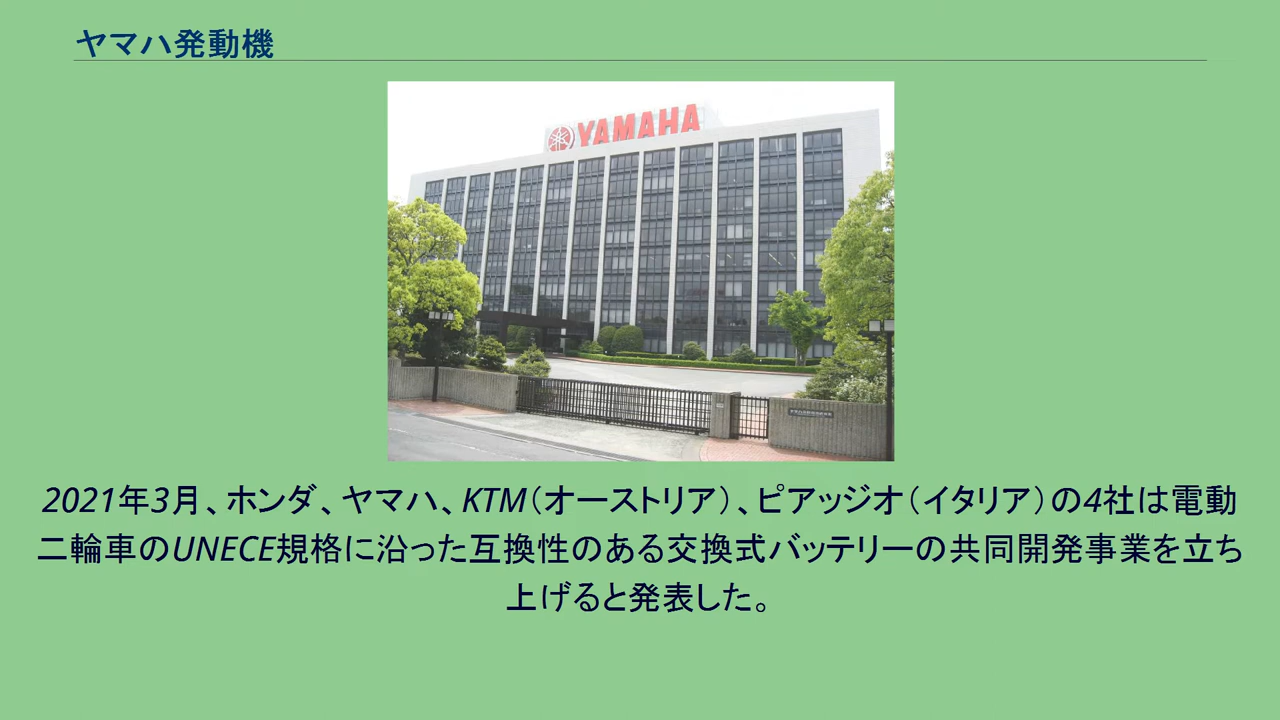 ヤマハ発動機
YAMAHA
2021年3月、ホンダ、ヤマハ、KTM(オーストリア)、ピアッジオ(イタリア)の4社は電動
二輪車のUNECE規格に沿った互換性のある交換式バッテリーの共同開発事業を立ち
上げると発表した。